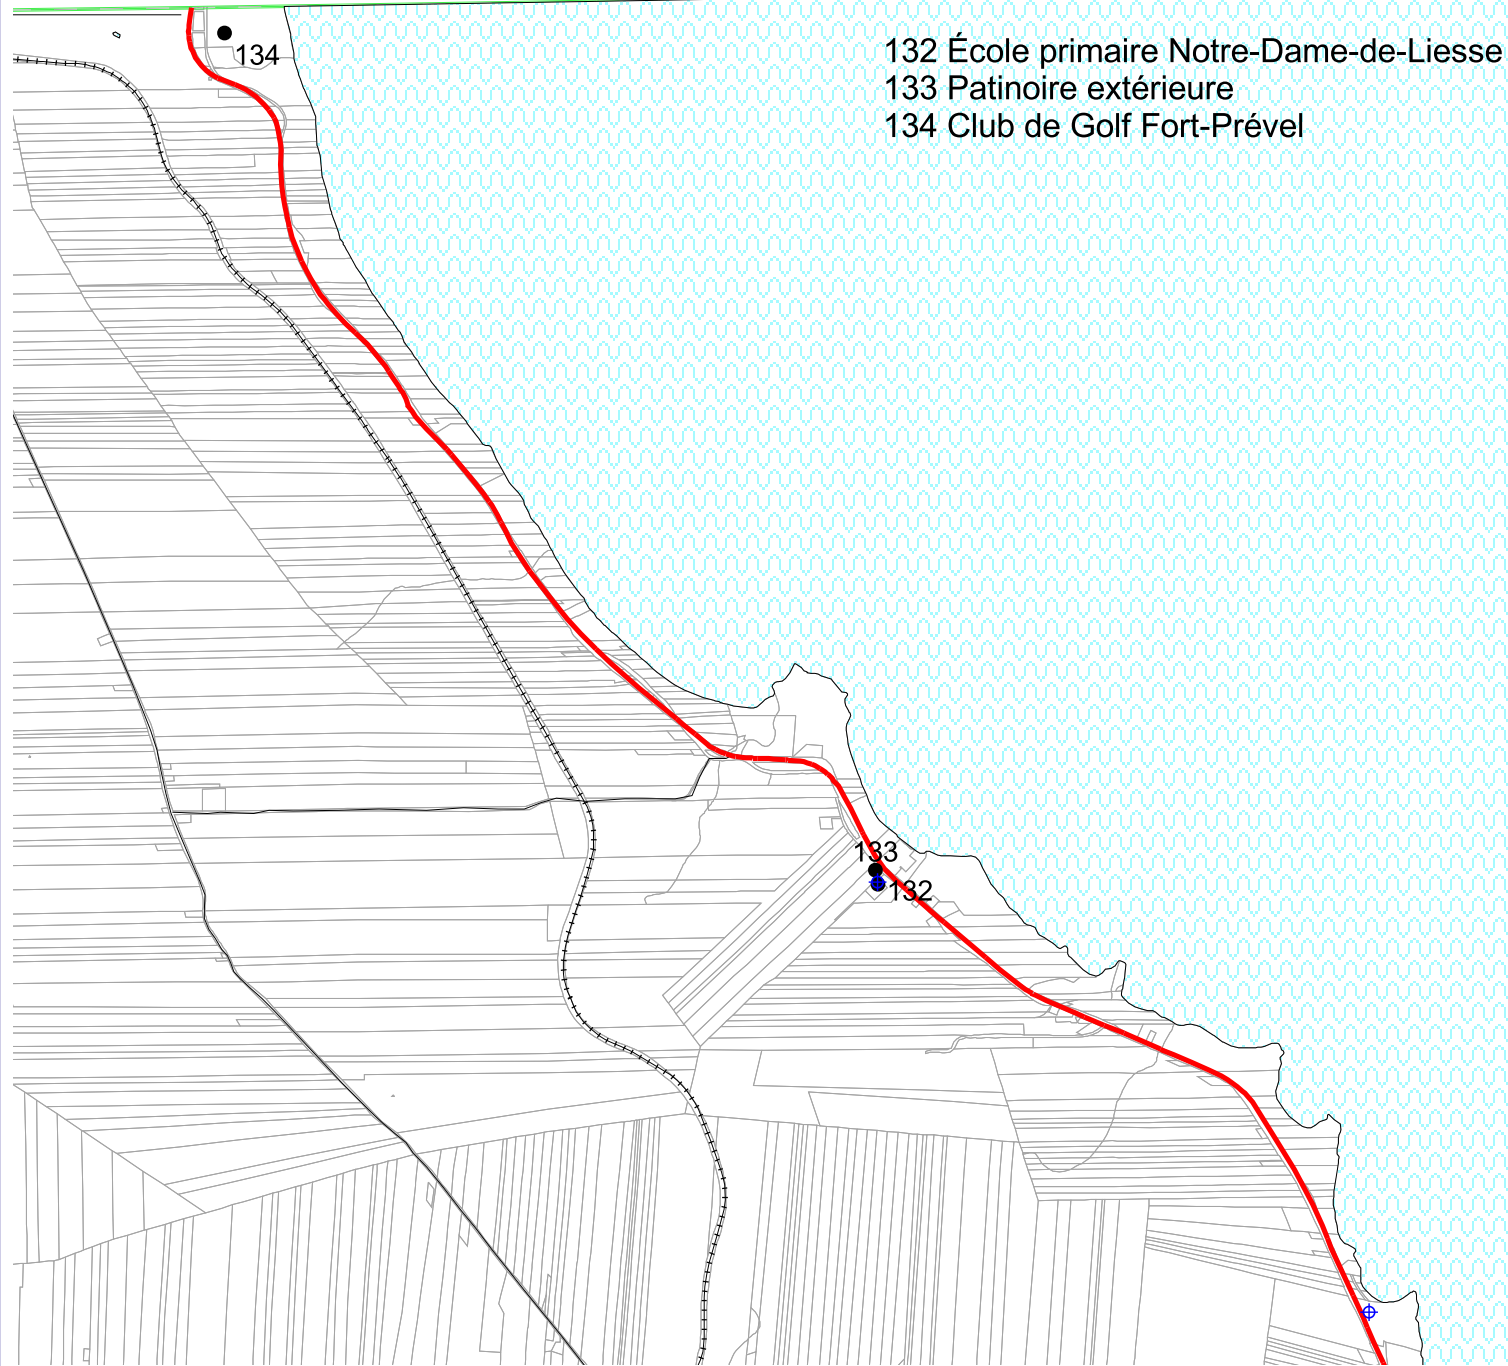 134
132 École primaire Notre-Dame-de-Liesse
133 Patinoire extérieure
134 Club de Golf Fort-Prével
133
132